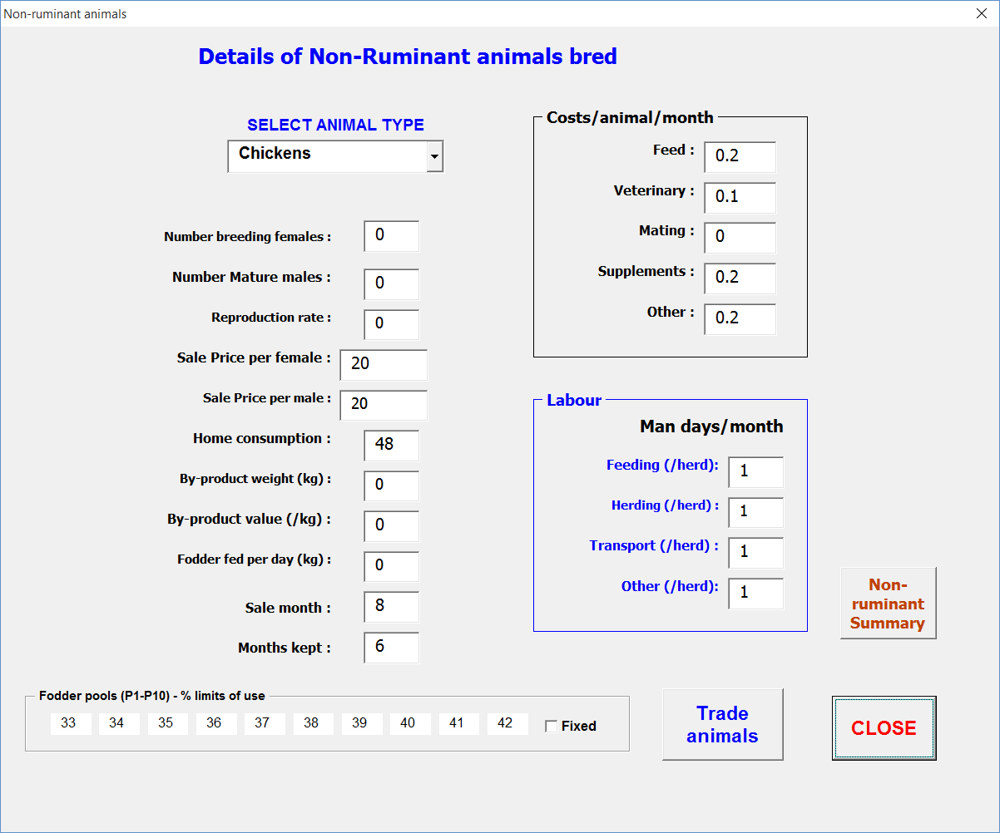 Non-ruminant animals
Details of Non-Ruminant animals bred
SELECT ANIMAL TYPE
Chickens
Number breeding females : 0
Number Mature males : 0
Reproduction rate : 0
Sale Price per female : 20
Sale Price per male : 20
Home consumption : 48
By-product weight (kg) : 0
By-product value (/kg) : 0
Fodder fed per day (kg) : 0
Sale month : 8
Months kept : 6
Costs/animal/month
Feed : 0.2
Veterinary : 0.1
Mating : 0
Supplements : 0.2
Other : 0.2
Labour
Man days/month
Feeding (/herd): 1
Herding (/herd) : 1
Transport (/herd) : 1
Other (/herd): 1
Non-
ruminant
Summary
Fodder pools (P1-P10) - % limits of use
33 34 35 36 37 38 39 40 41 42 Fixed
Trade
animals
CLOSE